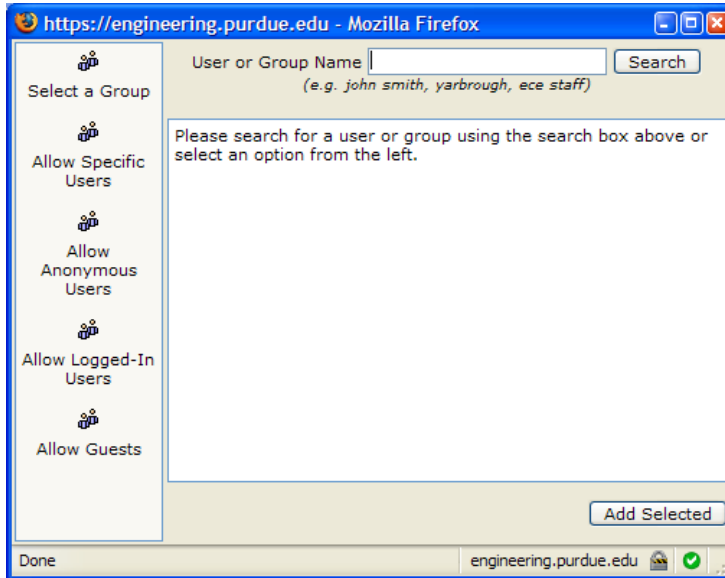 https://engineering.purdue.edu - Mozilla Firefox
Select a Group
Allow Specific
Users
Allow
Anonymous
Users
Allow Logged-In
Users
Allow Guests
User or Group Name
Search
(e.g. john smith, yarbrough, ece staff)
Please search for a user or group using the search box above or
select an option from the left.
Add Selected
Done
engineering.purdue.edu